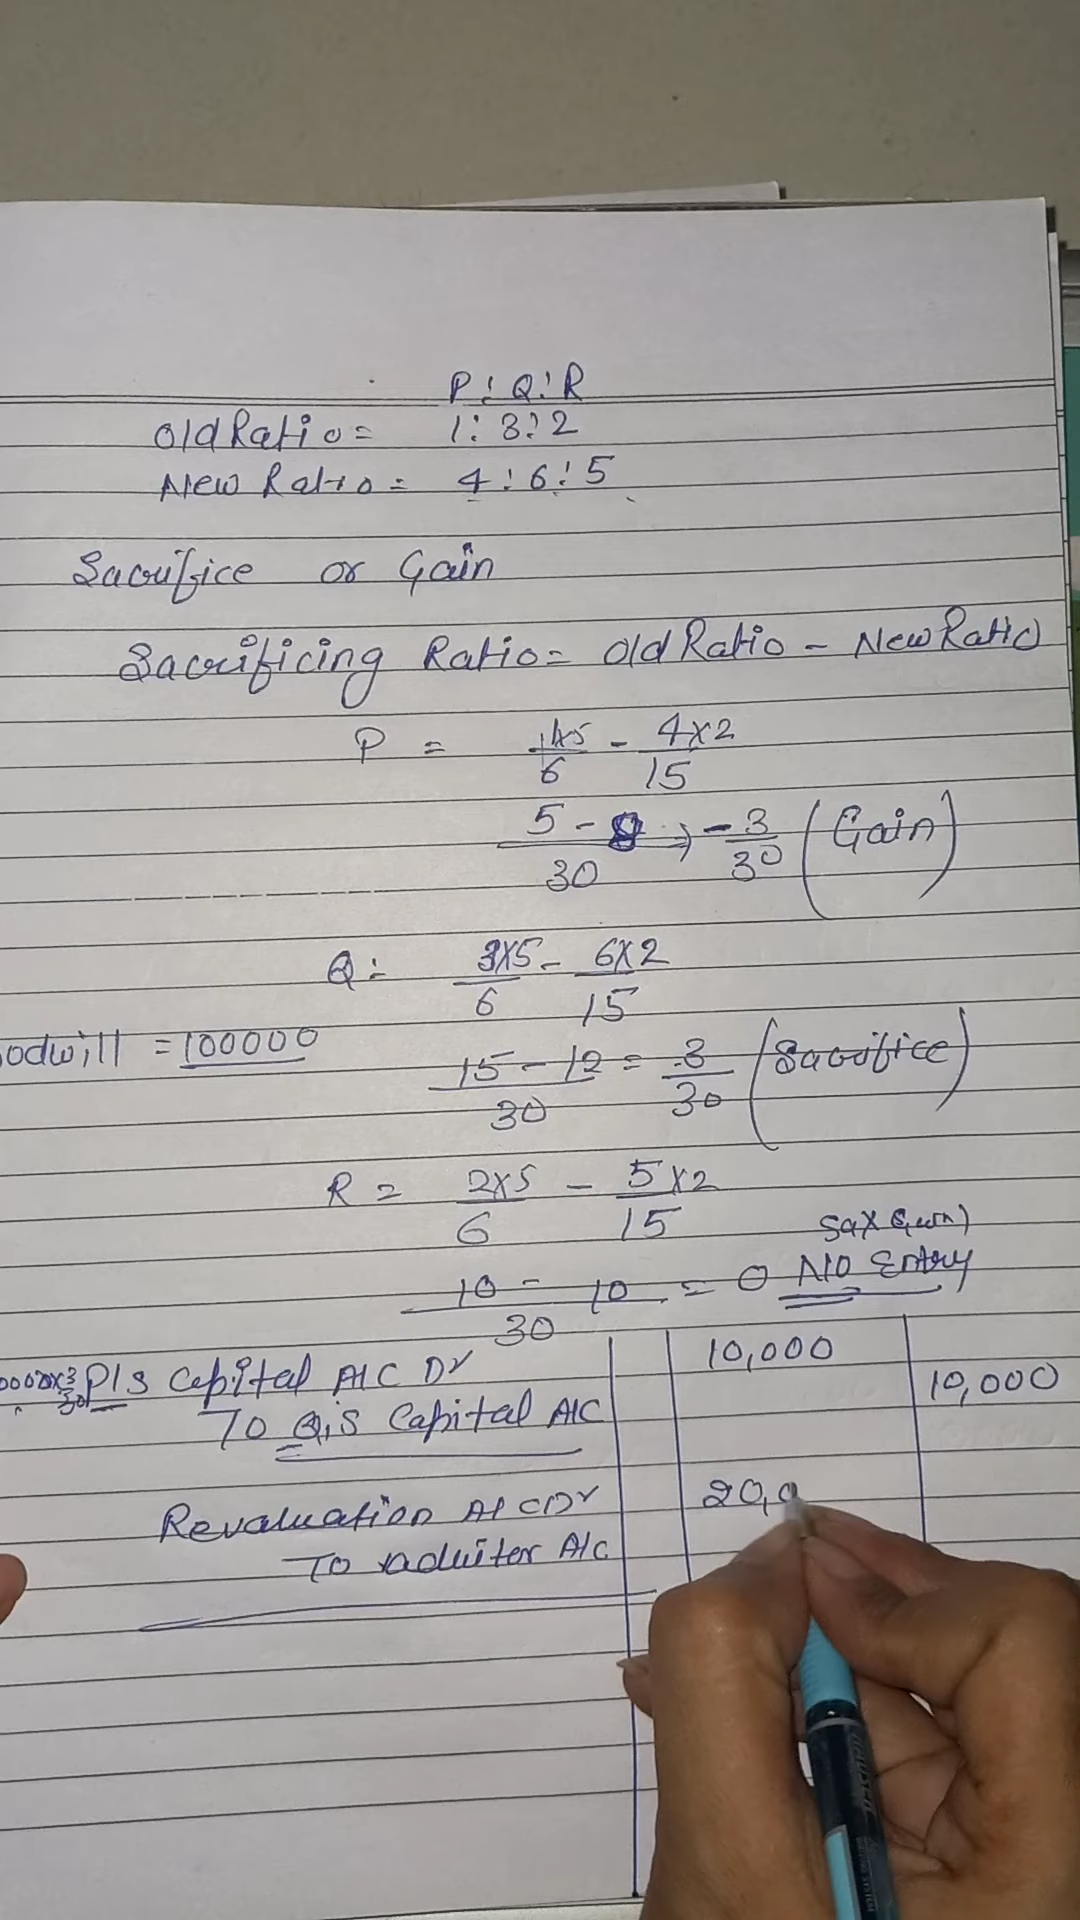 P : Q : R
Old Ratio = 1 : 3 : 2
New Ratio = 4 : 6 : 5
Sacrifice or Gain
Sacrificing Ratio = Old Ratio - New Ratio
P = 1x5/6 - 4x2/15
5 - 8/30 → -3/30 (Gain)
Q = 3x5/6 - 6x2/15
odwill = 100000
15 - 12/30 = 3/30 (Sacrifice)
R = 2x5/6 - 5x2/15
10 - 10/30 = 0 No Entry
P's Capital A/C Dr 10,000
To Q's Capital A/C 10,000
Revaluation A/C Dr 20,0
To A/C